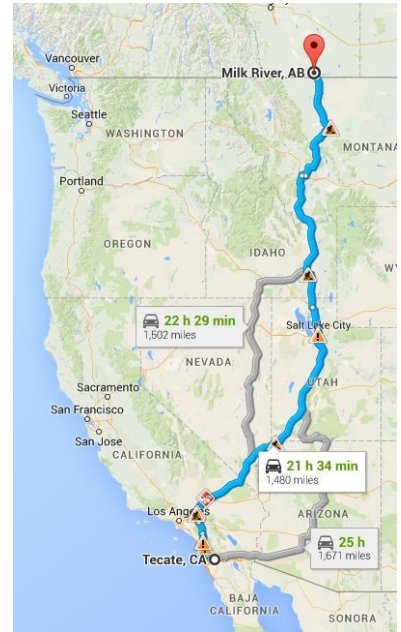 Vancouver
Milk River, AB
Victoria
Seattle
WASHINGTON
MONTANA
Portland
OREGON
IDAHO
WY
22 h 29 min
1,502 miles
Salt Lake City
NEVADA
UTAH
Sacramento
San Francisco
San Jose
CALIFORNIA
21 h 34 min
1,480 miles
Los Angeles
ARIZONA
25 h
1,671 miles
Tecate, CA
BAJA
CALIFORNIA
SONORA